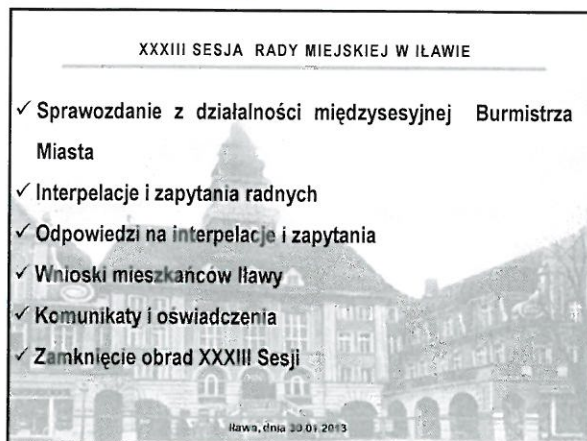 XXXIII SESJA RADY MIEJSKIEJ W IŁAWIE
✓ Sprawozdanie z działalności międzysesyjnej Burmistrza
Miasta
✓ Interpelacje i zapytania radnych
✓ Odpowiedzi na interpelacje i zapytania
✓ Wnioski mieszkańców Iławy
✓ Komunikaty i oświadczenia
✓ Zamknięcie obrad XXXIII Sesji
Iława, dnia 30.01.2013